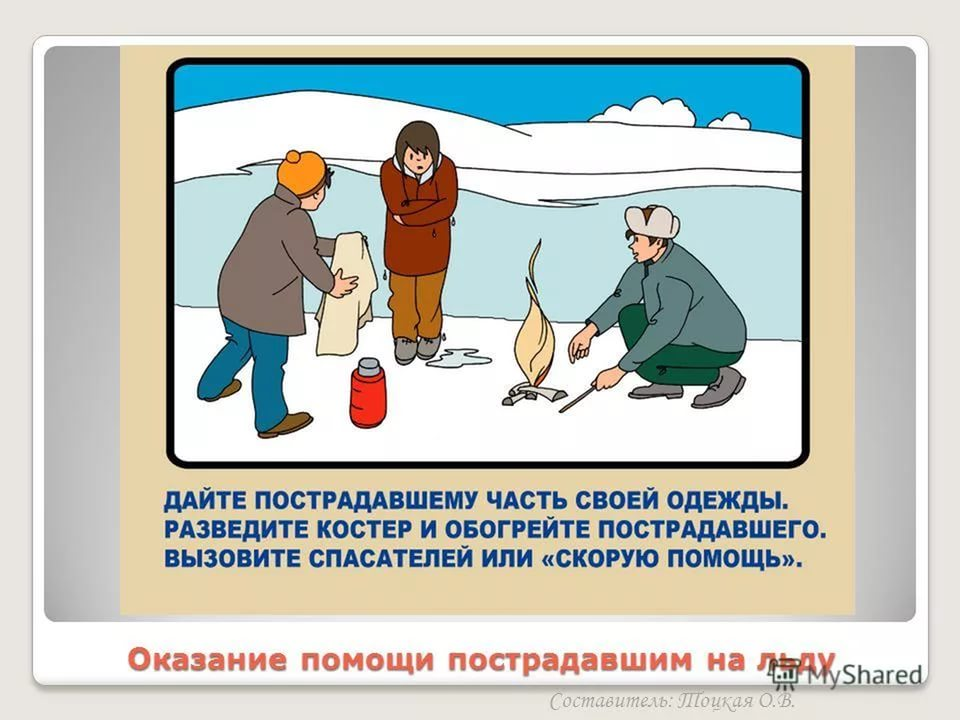 ДАЙТЕ ПОСТРАДАВШЕМУ ЧАСТЬ СВОЕЙ ОДЕЖДЫ.
РАЗВЕДИТЕ КОСТЕР И ОБОГРЕЙТЕ ПОСТРАДАВШЕГО.
ВЫЗОВИТЕ СПАСАТЕЛЕЙ ИЛИ «СКОРУЮ ПОМОЩЬ».
Оказание помощи пострадавшим на льду
MyShared
Составитель: Тоцкая О.В.